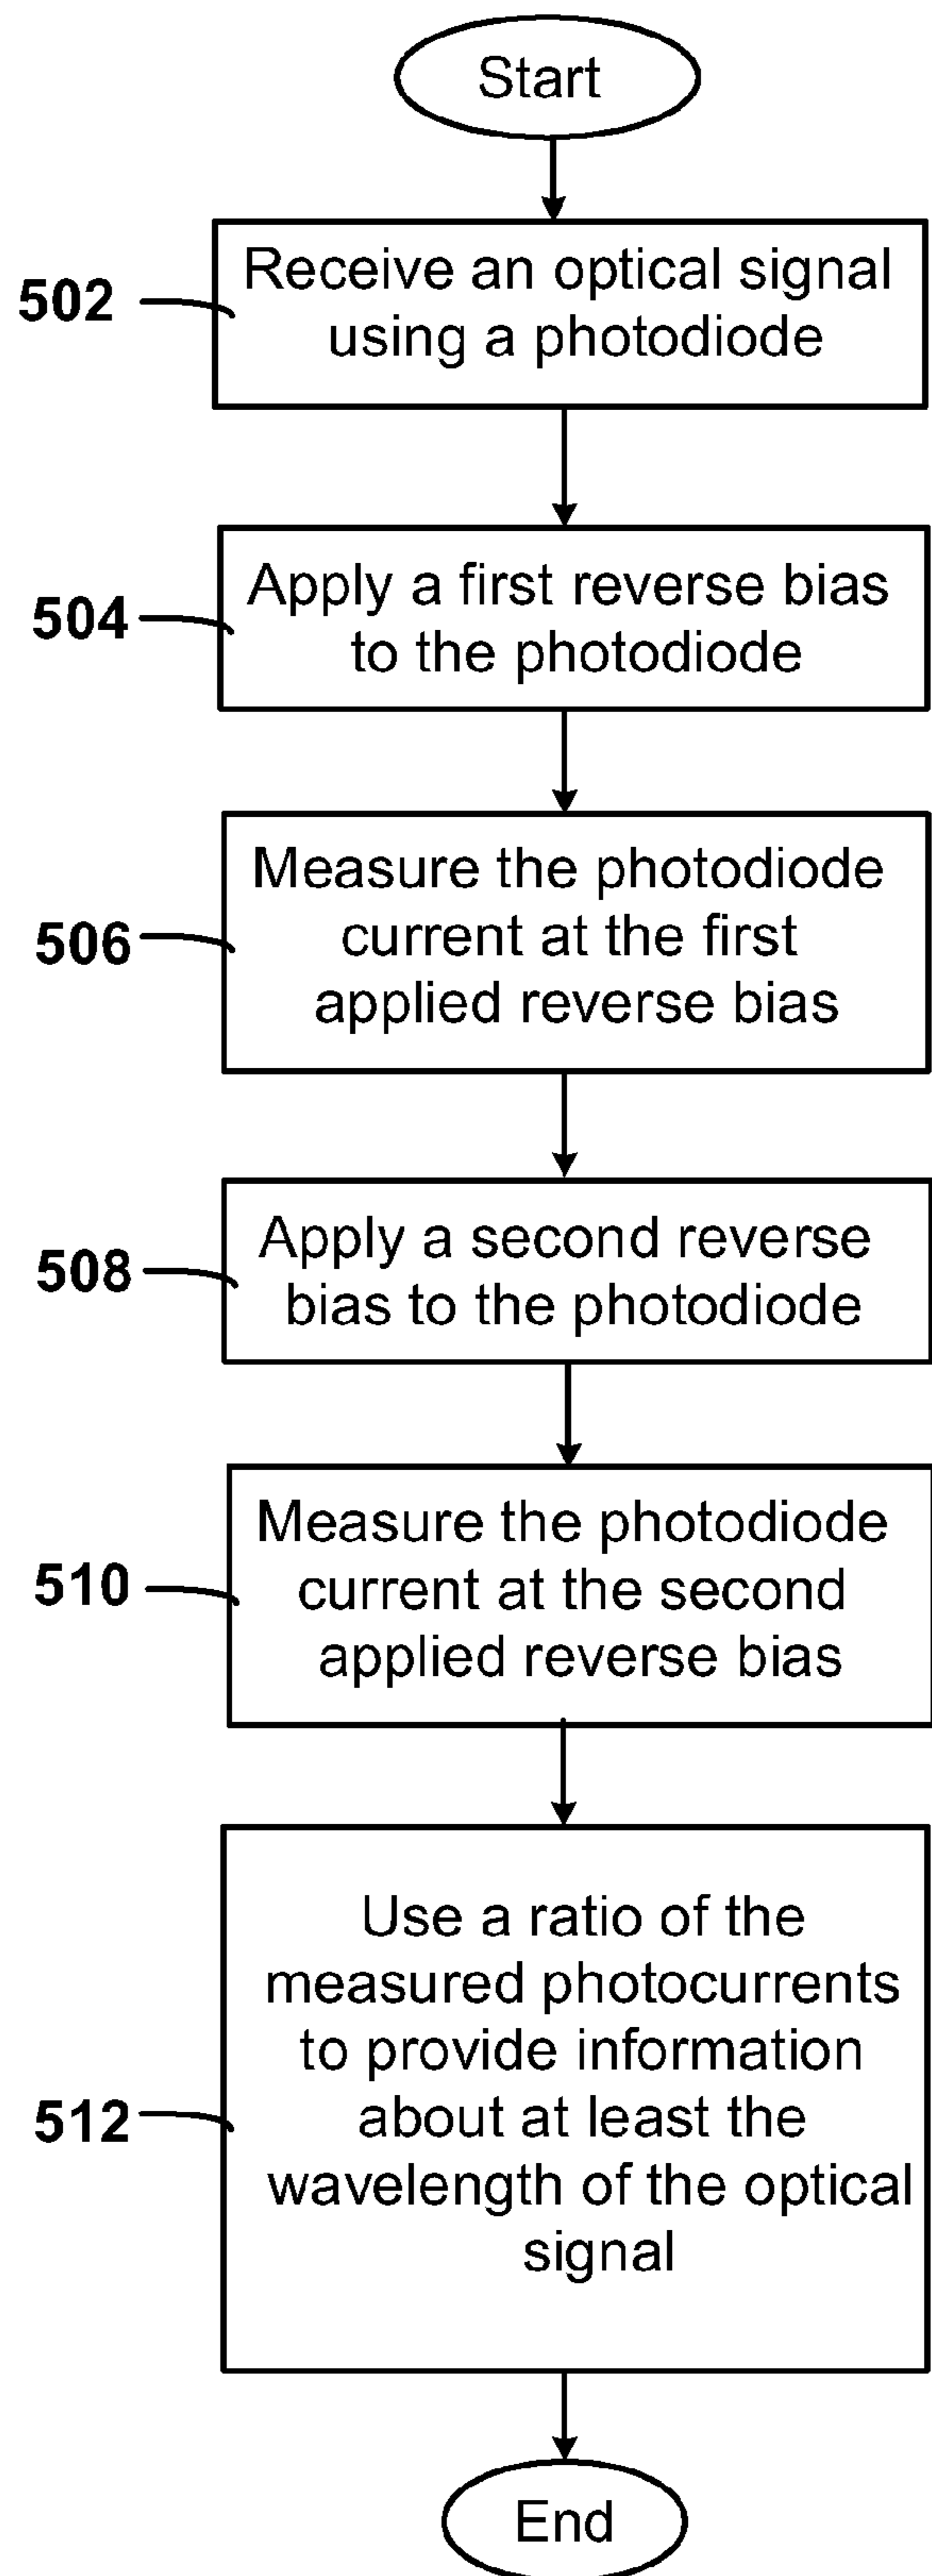 Start
502
Receive an optical signal
using a photodiode
504
Apply a first reverse bias
to the photodiode
506
Measure the photodiode
current at the first
applied reverse bias
508
Apply a second reverse
bias to the photodiode
510
Measure the photodiode
current at the second
applied reverse bias
512
Use a ratio of the
measured photocurrents
to provide information
about at least the
wavelength of the optical
signal
End